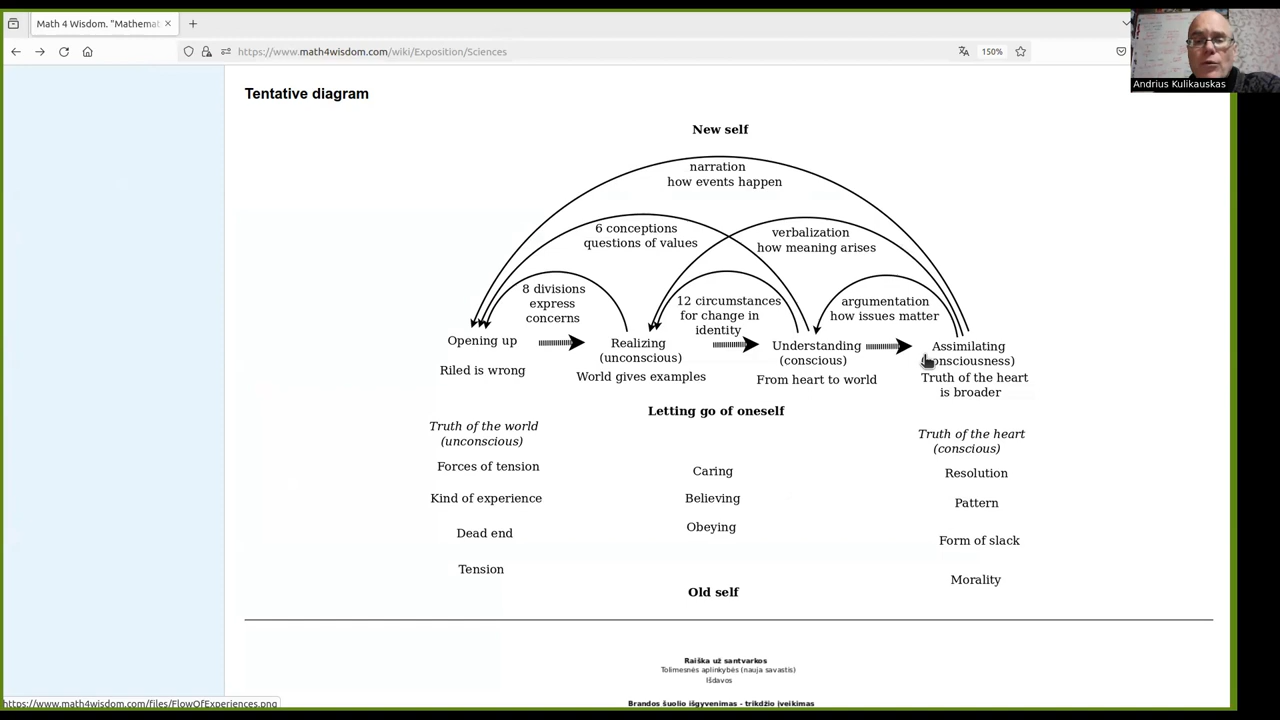 Math 4 Wisdom. "Mathemat
https://www.math4wisdom.com/wiki/Exposition/Sciences
150%
Andrius Kulikauskas
Tentative diagram
New self
narration
how events happen
6 conceptions
questions of values
verbalization
how meaning arises
8 divisions
express
concerns
12 circumstances
for change in
identity
argumentation
how issues matter
Opening up
Realizing
(unconscious)
Understanding
(conscious)
Assimilating
(consciousness)
Riled is wrong
World gives examples
From heart to world
Truth of the heart
is broader
Letting go of oneself
Truth of the world
(unconscious)
Truth of the heart
(conscious)
Forces of tension
Caring
Resolution
Kind of experience
Believing
Pattern
Dead end
Obeying
Form of slack
Tension
Morality
Old self
Raiška už santvarkos
Tolimesnės aplinkybės (nauja savastis)
Išdavos
Brandos šuolio išgyvenimas - trikdžio įveikimas
https://www.math4wisdom.com/files/FlowOfExperiences.png